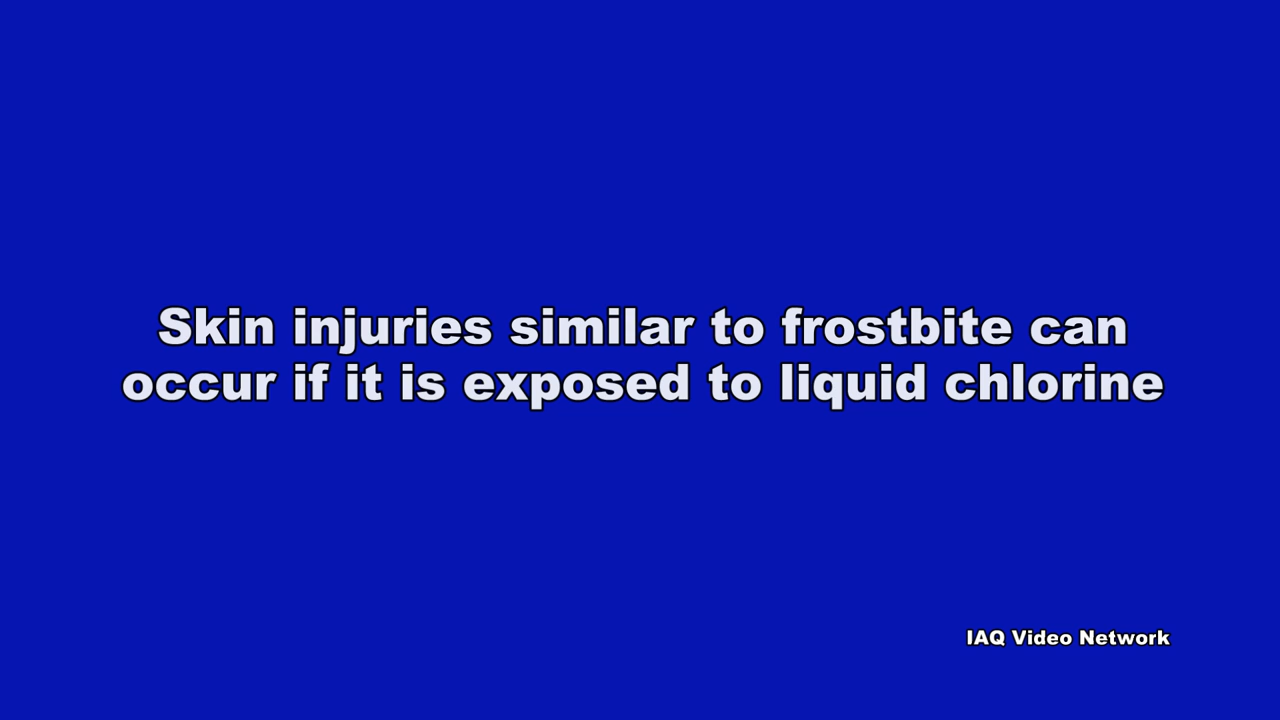 Skin injuries similar to frostbite can
occur if it is exposed to liquid chlorine
IAQ Video Network